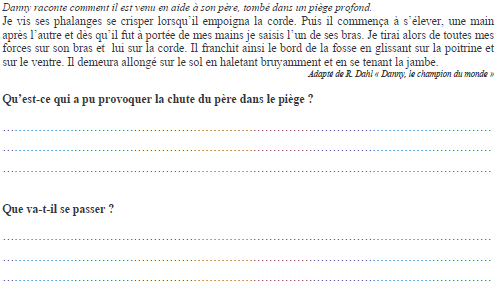 Danny raconte comment il est venu en aide à son père, tombé dans un piège profond.
Je vis ses phalanges se crisper lorsqu'il empoigna la corde. Puis il commença à s'élever, une main
après l'autre et dès qu'il fut à portée de mes mains je saisis l'un de ses bras. Je tirai alors de toutes mes
forces sur son bras et lui sur la corde. Il franchit ainsi le bord de la fosse en glissant sur la poitrine et
sur le ventre. Il demeura allongé sur le sol en haletant bruyamment et en se tenant la jambe.
Adapté de R. Dahl « Danny, le champion du monde »
Qu'est-ce qui a pu provoquer la chute du père dans le piège ?
Que va-t-il se passer ?